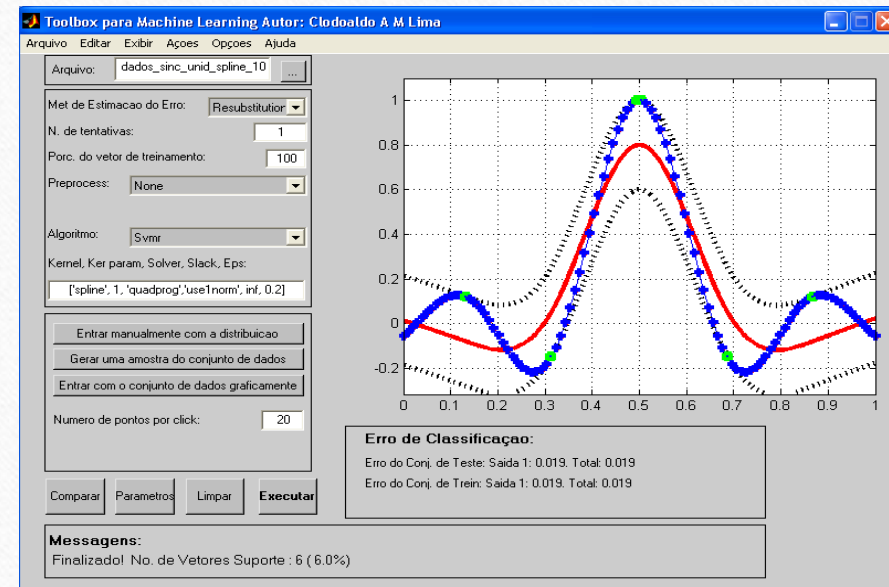 Toolbox para Machine Learning Autor: Clodoaldo A M Lima
Arquivo Editar Exibir Açoes Opçoes Ajuda
Arquivo: dados_sinc_unid_spline_10 ...
Met de Estimacao do Erro: Resubstitution
N. de tentativas: 1
Porc. do vetor de treinamento: 100
Preprocess: None
Algoritmo: Svmr
Kernel, Ker param, Solver, Slack, Eps:
['spline', 1, 'quadprog','use1norm', inf, 0.2]
Entrar manualmente com a distribuicao
Gerar uma amostra do conjunto de dados
Entrar com o conjunto de dados graficamente
Numero de pontos por click: 20
Comparar Parametros Limpar Executar
1
0.8
0.6
0.4
0.2
0
-0.2
0 0.1 0.2 0.3 0.4 0.5 0.6 0.7 0.8 0.9 1
Erro de Classificaçao:
Erro do Conj. de Teste: Saida 1: 0.019. Total: 0.019
Erro do Conj. de Trein: Saida 1: 0.019. Total: 0.019
Messagens:
Finalizado! No. de Vetores Suporte : 6 ( 6.0%)